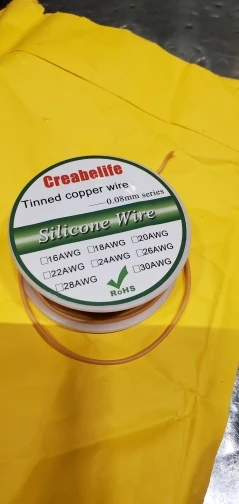 Creabelife
Tinned copper wire
——0.08mm series
Silicone Wire
□16AWG □18AWG □20AWG
□22AWG □24AWG □26AWG
□28AWG □30AWG
RoHS